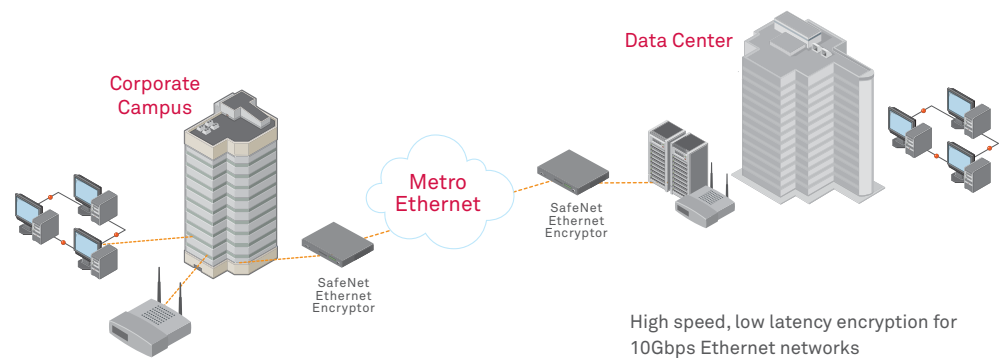 Data Center
Corporate
Campus
Metro
Ethernet
SafeNet
Ethernet
Encryptor
SafeNet
Ethernet
Encryptor
High speed, low latency encryption for
10Gbps Ethernet networks